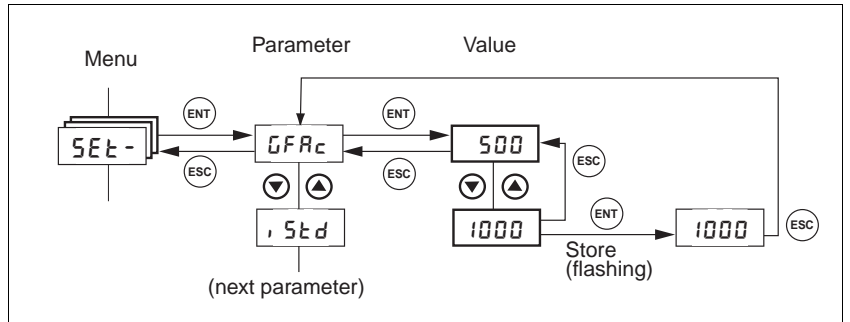 Menu
Parameter
Value
ENT
ENT
SEt-
GFAc
500
ESC
ESC
ESC
ENT
iStd
1000
1000
ESC
Store
(flashing)
(next parameter)